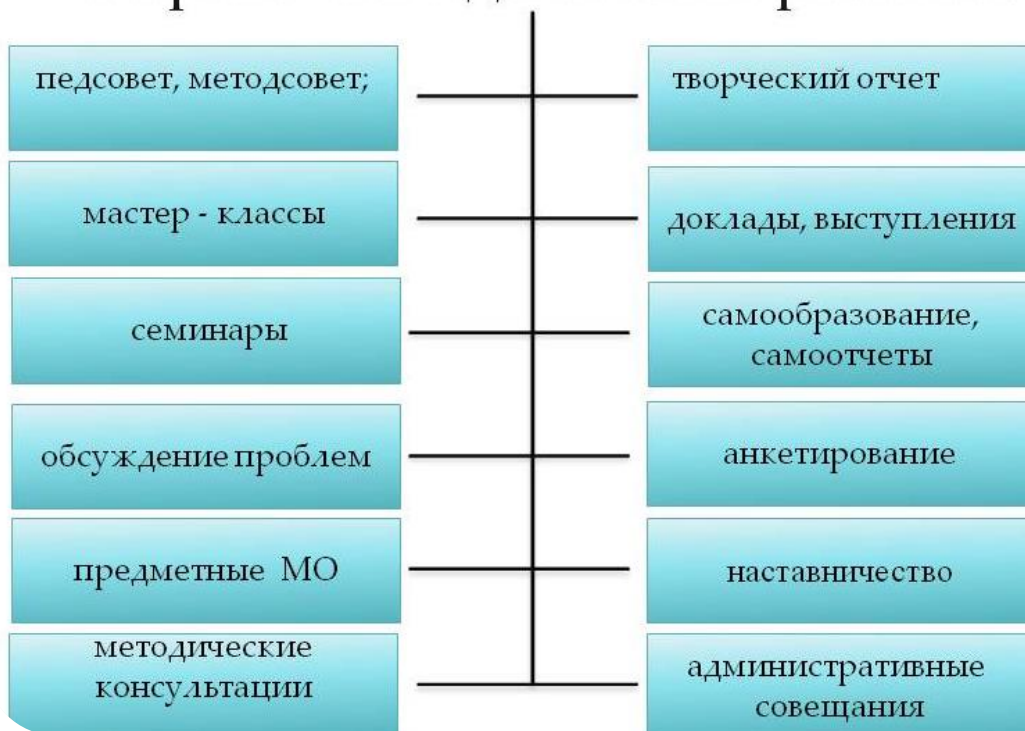 педсовет, методсовет;
творческий отчет
мастер - классы
доклады, выступления
семинары
самообразование,
самоотчеты
обсуждение проблем
анкетирование
предметные МО
наставничество
методические
консультации
административные
совещания